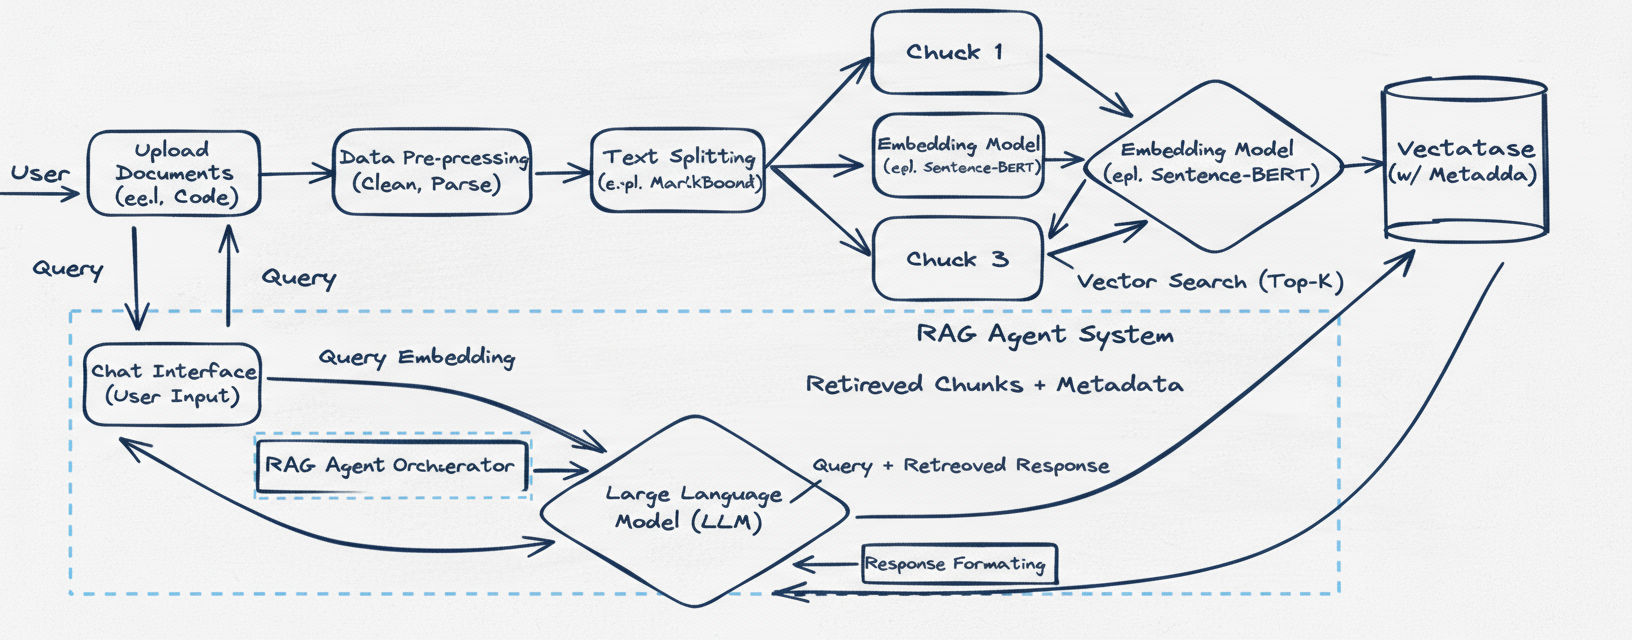 User
Upload
Documents
(ee.l, Code)
Data Pre-prcessing
(Clean, Parse)
Text Splitting
(e.-pl. MarkBoond)
Chuck 1
Embedding Model
(epl. Sentence-BERT)
Chuck 3
Embedding Model
(epl. Sentence-BERT)
Vectatase
(w/ Metadda)
Query
Query
Vector Search (Top-K)
RAG Agent System
Chat Interface
(User Input)
Query Embedding
Retireved Chunks + Metadata
RAG Agent Orchterator
Large Language
Model (LLM)
Query + Retreoved Response
Response Formating